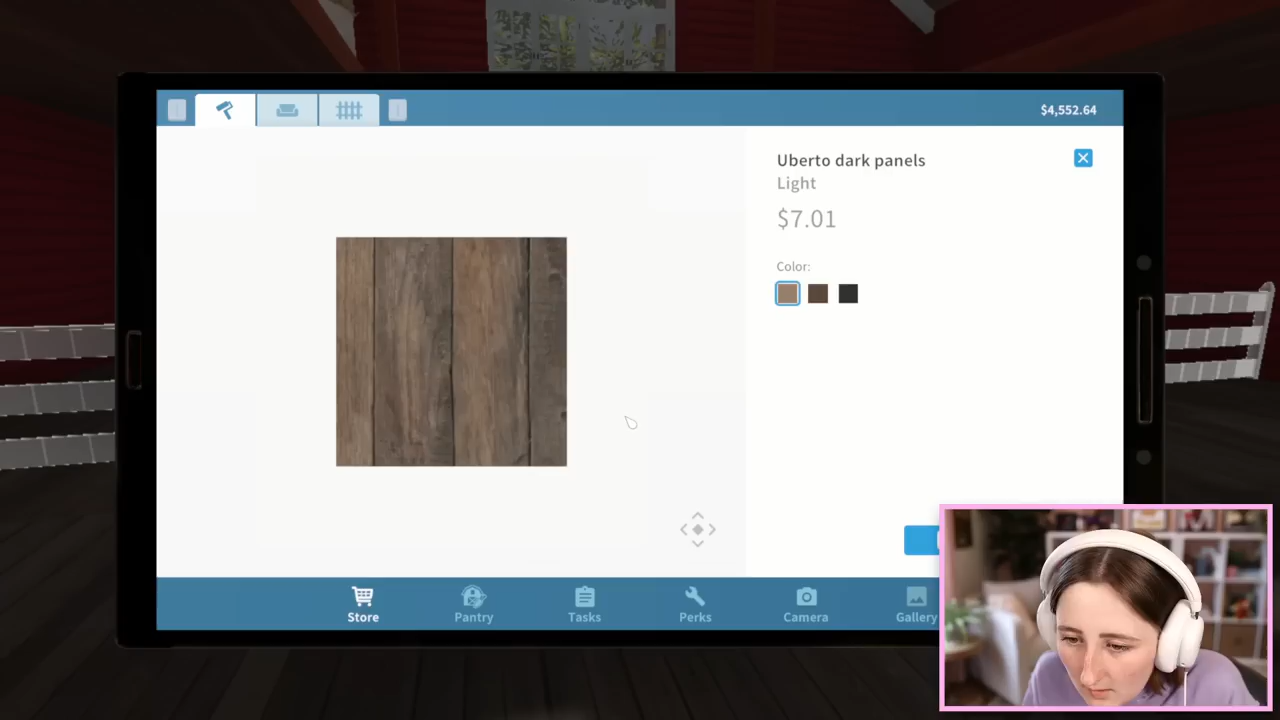 $4,552.64
Uberto dark panels
Light
$7.01
Color:
Store
Pantry
Tasks
Perks
Camera
Gallery